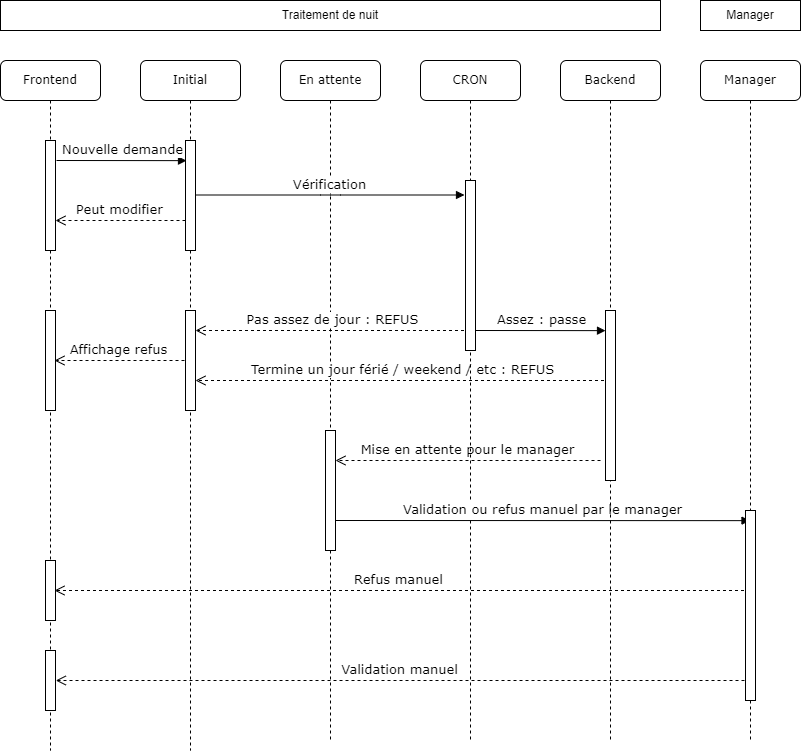 Traitement de nuit
Manager
Frontend
Initial
En attente
CRON
Backend
Manager
Nouvelle demande
Vérification
Peut modifier
Pas assez de jour : REFUS
Assez : passe
Affichage refus
Termine un jour férié / weekend / etc : REFUS
Mise en attente pour le manager
Validation ou refus manuel par le manager
Refus manuel
Validation manuel